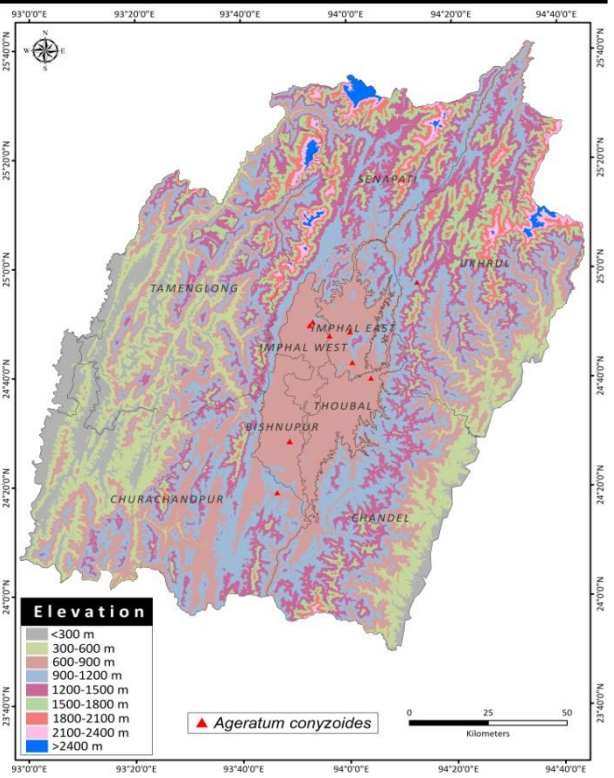 93°0'0"E 93°20'0"E 93°40'0"E 94°0'0"E 94°20'0"E 94°40'0"E
25°40'0"N 25°40'0"N
N
W E
S
25°20'0"N 25°20'0"N
SENAPATI
25°0'0"N 25°0'0"N
UKHRUL
TAMENGLONG
IMPHAL EAST
IMPHAL WEST
24°40'0"N 24°40'0"N
THOUBAL
BISHNUPUR
24°20'0"N 24°20'0"N
CHURACHANDPUR
CHANDEL
24°0'0"N 24°0'0"N
Elevation
<300 m
300-600 m
600-900 m
900-1200 m
1200-1500 m
1500-1800 m
1800-2100 m
2100-2400 m
>2400 m
23°40'0"N 23°40'0"N
Ageratum conyzoides
0 25 50
Kilometers
93°0'0"E 93°20'0"E 93°40'0"E 94°0'0"E 94°20'0"E 94°40'0"E